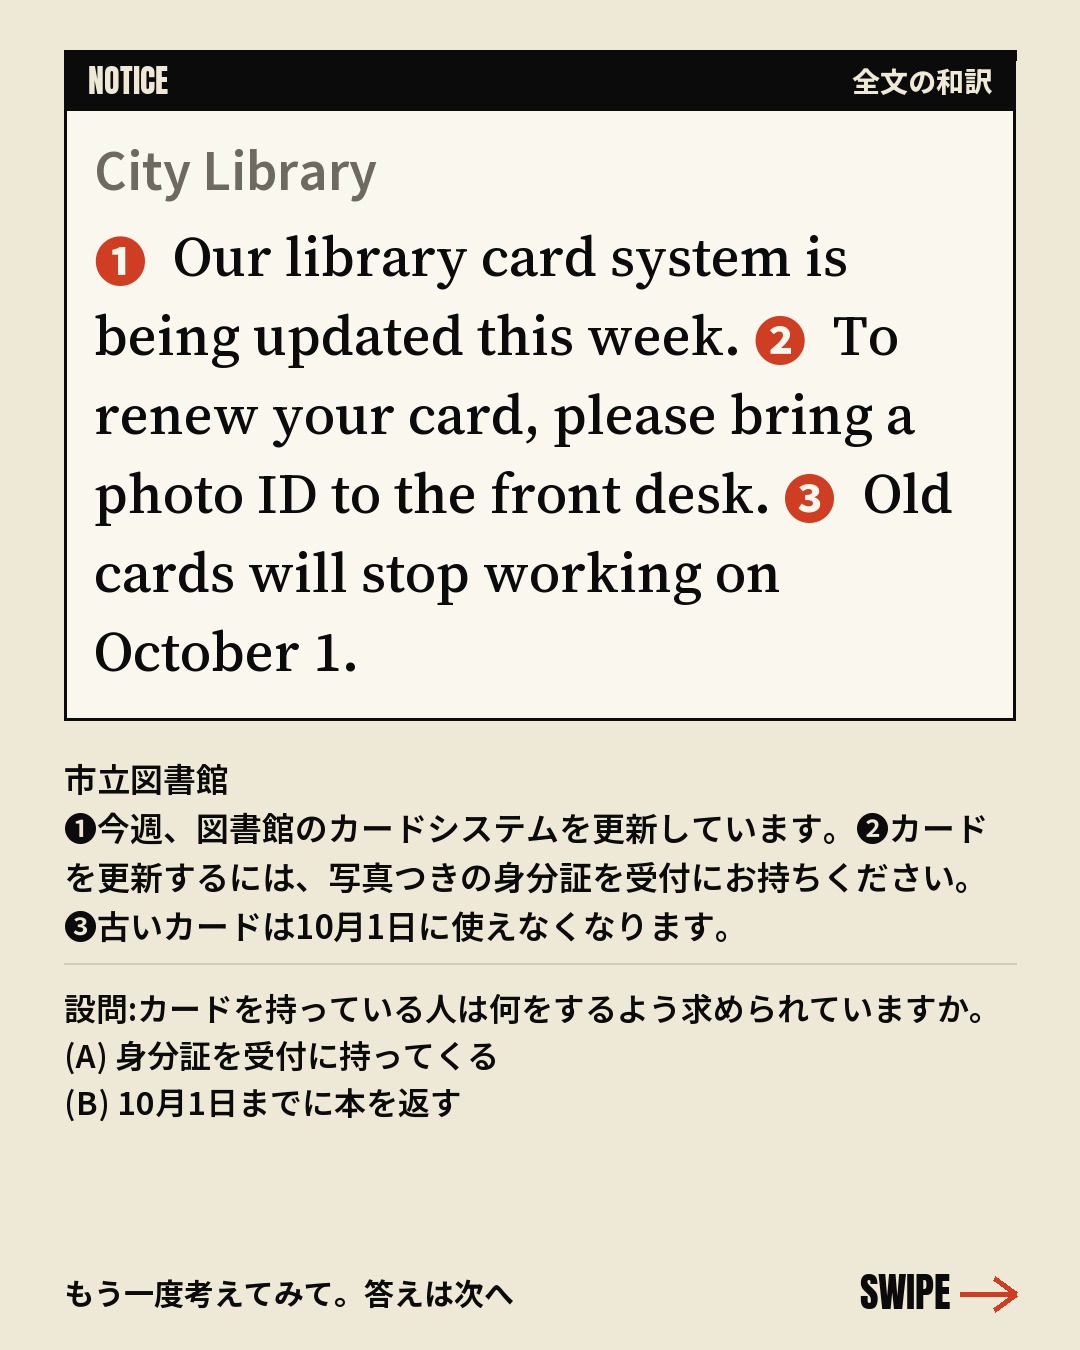 NOTICE
全文の和訳
City Library
❶ Our library card system is
being updated this week. ❷ To
renew your card, please bring a
photo ID to the front desk. ❸ Old
cards will stop working on
October 1.
市立図書館
❶今週、図書館のカードシステムを更新しています。❷カード
を更新するには、写真つきの身分証を受付にお持ちください。
❸古いカードは10月1日に使えなくなります。
設問:カードを持っている人は何をするよう求められていますか。
(A) 身分証を受付に持ってくる
(B) 10月1日までに本を返す
もう一度考えてみて。答えは次へ
SWIPE